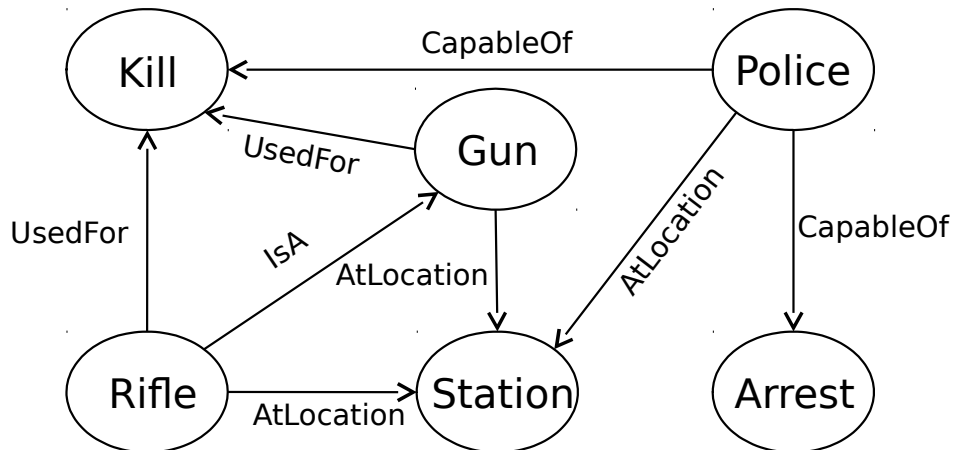 CapableOf
Kill
Police
Gun
UsedFor
AtLocation
UsedFor
CapableOf
IsA
AtLocation
Rifle
Station
Arrest
AtLocation